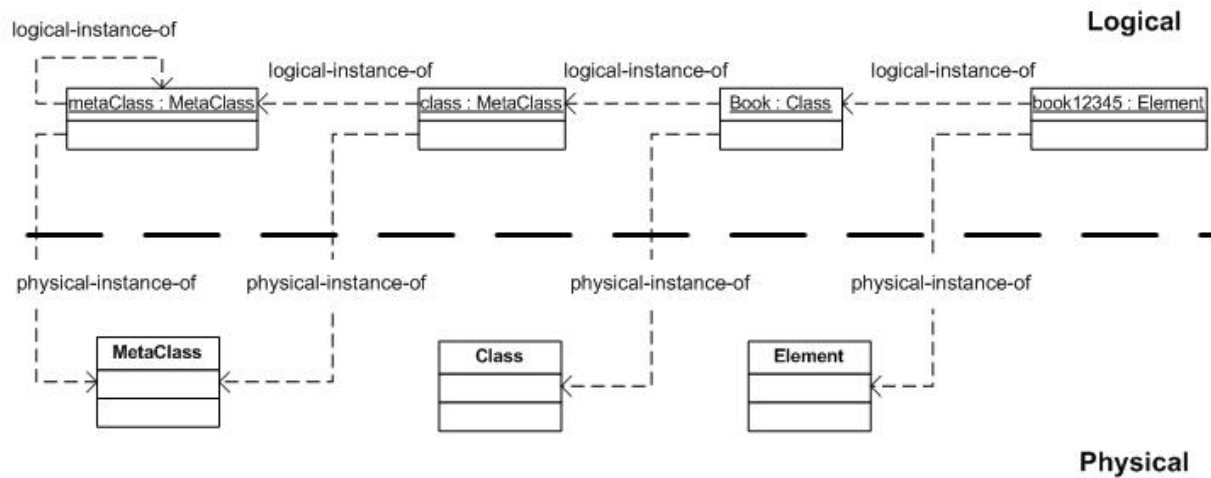 Logical
logical-instance-of
logical-instance-of
logical-instance-of
logical-instance-of
metaClass : MetaClass
class : MetaClass
Book : Class
book12345 : Element
physical-instance-of
physical-instance-of
physical-instance-of
physical-instance-of
MetaClass
Class
Element
Physical